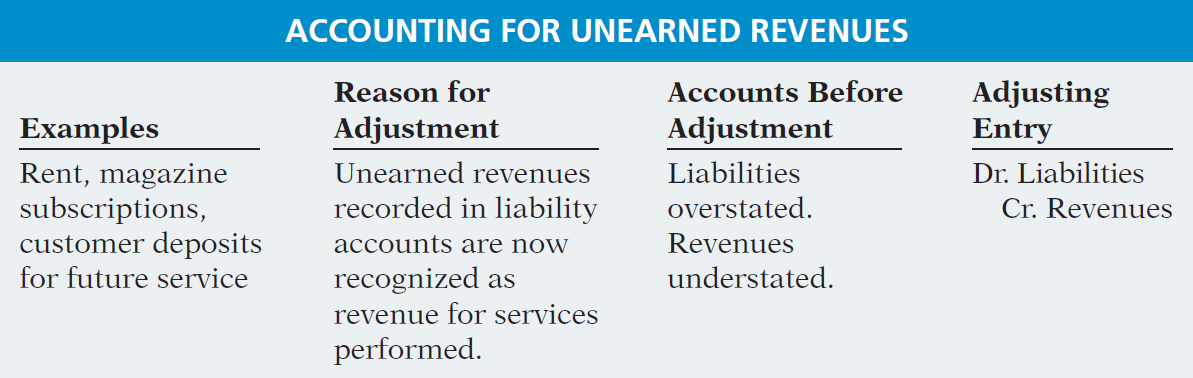 ACCOUNTING FOR UNEARNED REVENUES
Examples
Rent, magazine
subscriptions,
customer deposits
for future service
Reason for
Adjustment
Unearned revenues
recorded in liability
accounts are now
recognized as
revenue for services
performed.
Accounts Before
Adjustment
Liabilities
overstated.
Revenues
understated.
Adjusting
Entry
Dr. Liabilities
Cr. Revenues